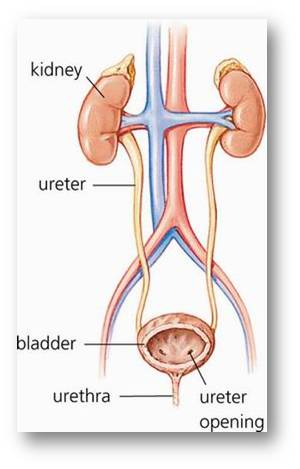 kidney
ureter
bladder
urethra
ureter
opening